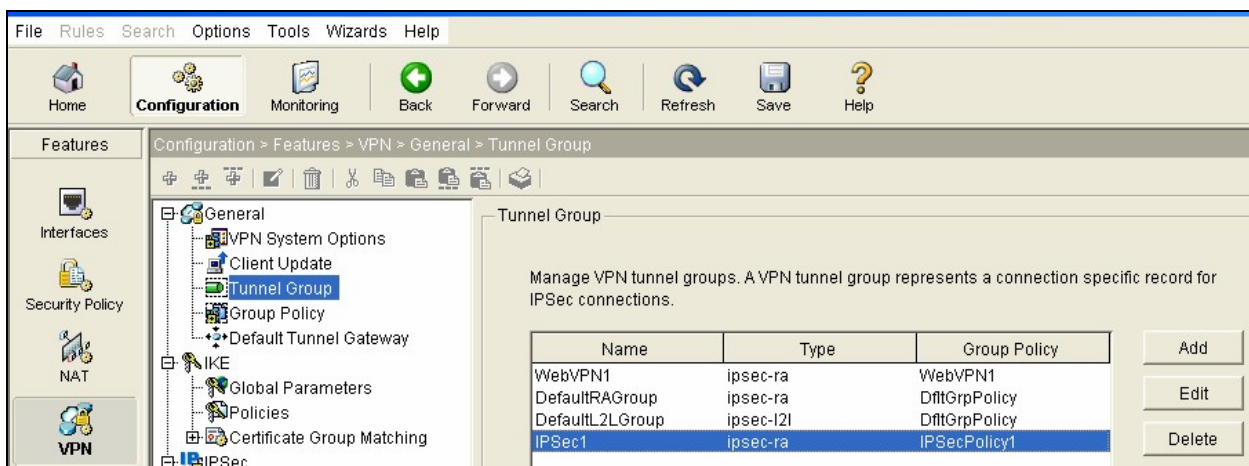 File Rules Search Options Tools Wizards Help
Home Configuration Monitoring Back Forward Search Refresh Save Help
Features
Configuration > Features > VPN > General > Tunnel Group
Interfaces
Security Policy
NAT
VPN
General
VPN System Options
Client Update
Tunnel Group
Group Policy
Default Tunnel Gateway
IKE
Global Parameters
Policies
Certificate Group Matching
IPSec
Tunnel Group
Manage VPN tunnel groups. A VPN tunnel group represents a connection specific record for
IPSec connections.
Name Type Group Policy
WebVPN1 ipsec-ra WebVPN1
DefaultRAGroup ipsec-ra DfltGrpPolicy
DefaultL2LGroup ipsec-l2l DfltGrpPolicy
IPSec1 ipsec-ra IPSecPolicy1
Add
Edit
Delete